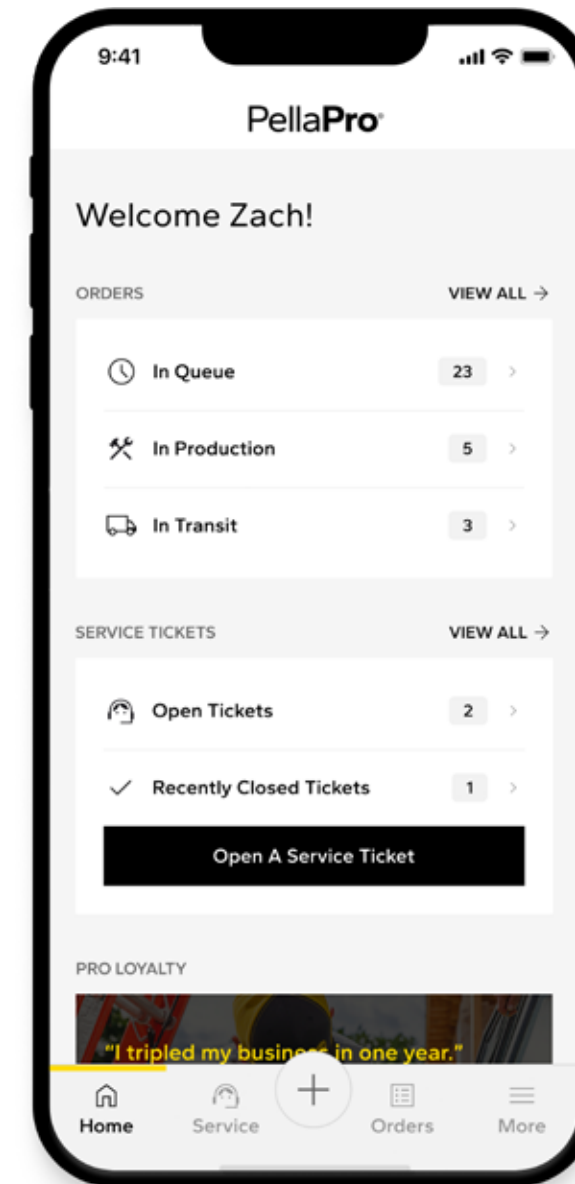 9:41
PellaPro®
Welcome Zach!
ORDERS VIEW ALL →
In Queue 23 >
In Production 5 >
In Transit 3 >
SERVICE TICKETS VIEW ALL →
Open Tickets 2 >
Recently Closed Tickets 1 >
Open A Service Ticket
PRO LOYALTY
"I tripled my business in one year."
+
Home Service Orders More